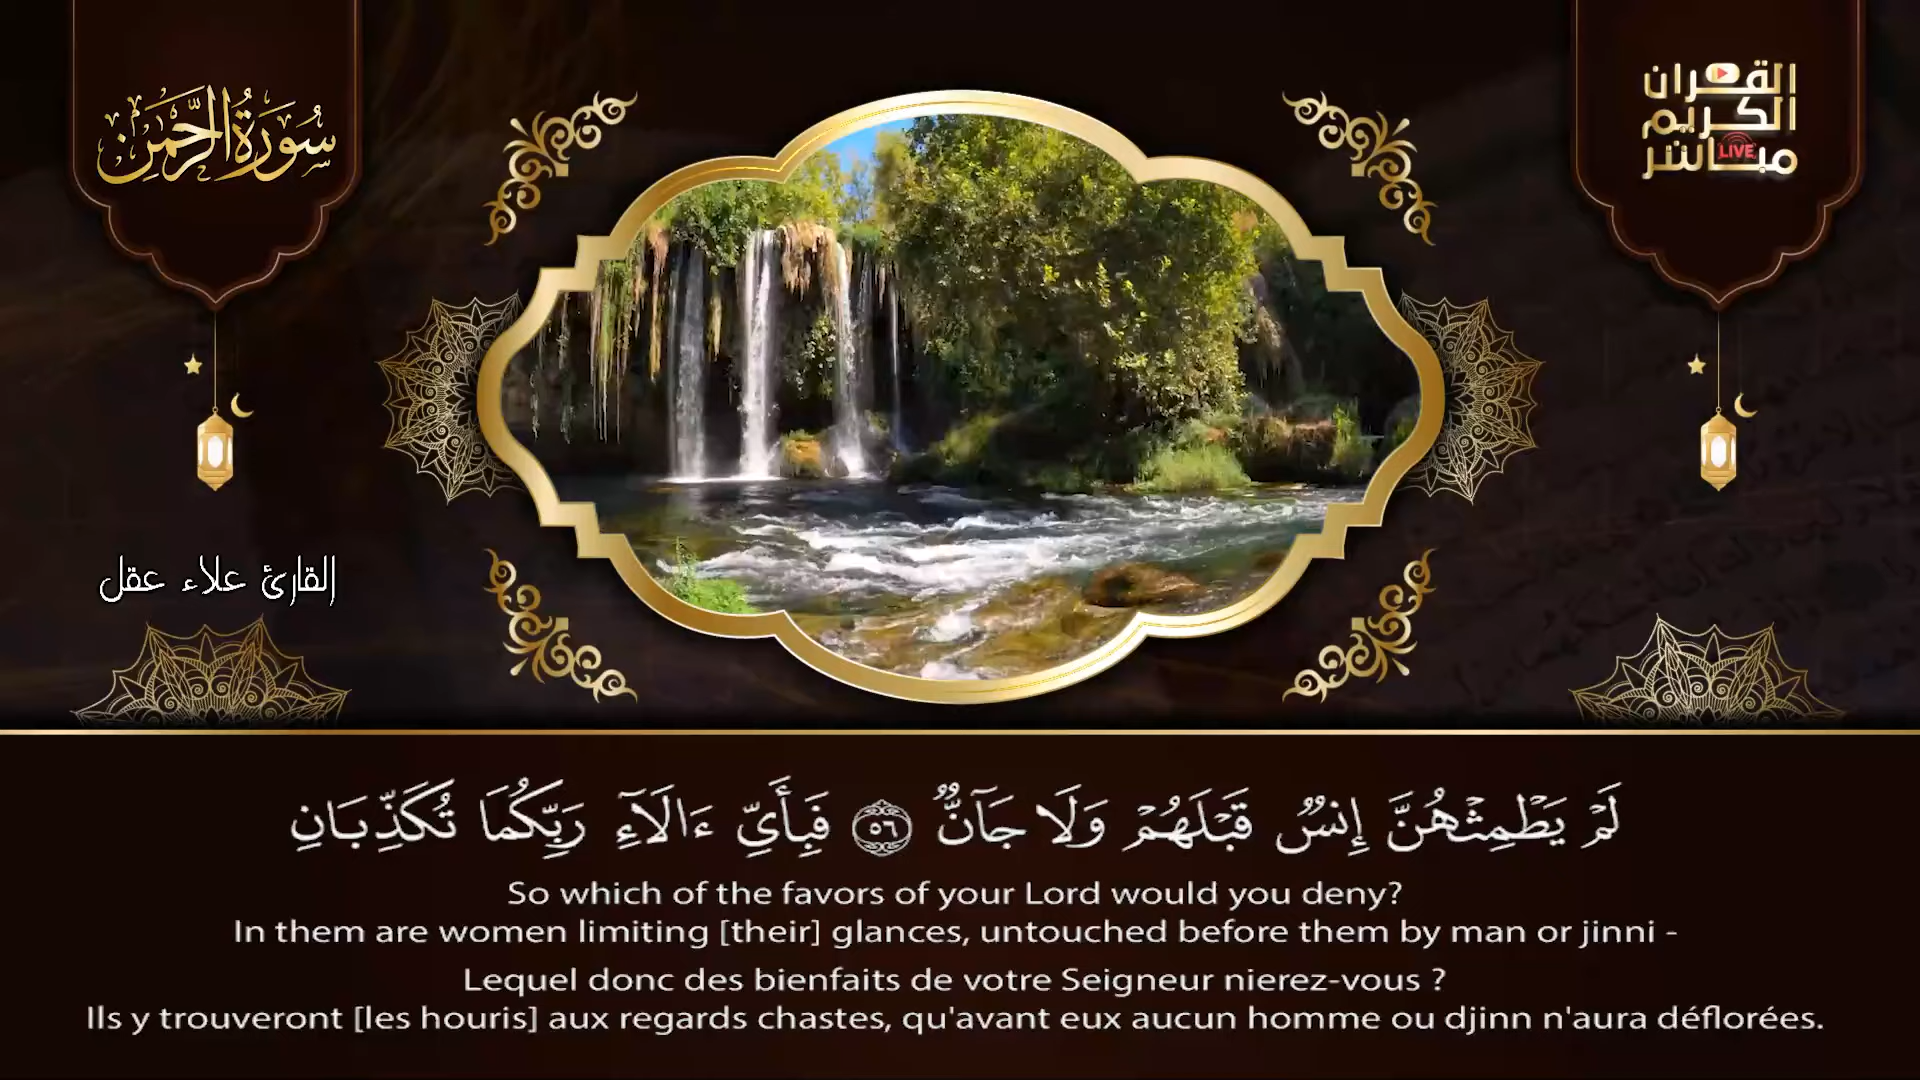 سُورَةُ الرَّحْمَٰنِ
القرآن
الكريم
مباشر
LIVE
القارئ علاء عقل
لَمْ يَطْمِثْهُنَّ إِنسٌ قَبْلَهُمْ وَلَا جَآنٌّ ٥٦ فَبِأَيِّ ءَالَآءِ رَبِّكُمَا تُكَذِّبَانِ
So which of the favors of your Lord would you deny?
In them are women limiting [their] glances, untouched before them by man or jinni -
Lequel donc des bienfaits de votre Seigneur nierez-vous ?
Ils y trouveront [les houris] aux regards chastes, qu'avant eux aucun homme ou djinn n'aura déflorées.